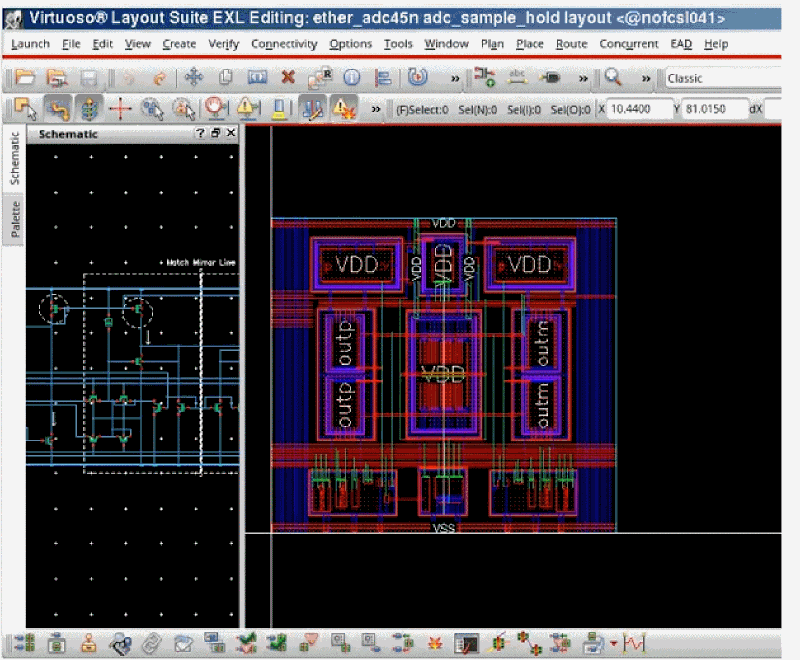 Virtuoso® Layout Suite EXL Editing: ether_adc45n adc_sample_hold layout <@nofcsl041>
Launch File Edit View Create Verify Connectivity Options Tools Window Plan Place Route Concurrent EAD Help
» » » Classic
» (F)Select:0 Sel(N):0 Sel(I):0 Sel(O):0 X 10.4400 Y 81.0150 dX
Schematic
Palette
Schematic ?
Match Mirror Line
VDD
VDD VDD VDD VDD VDD
outp outm
VDD
outp outm
VSS